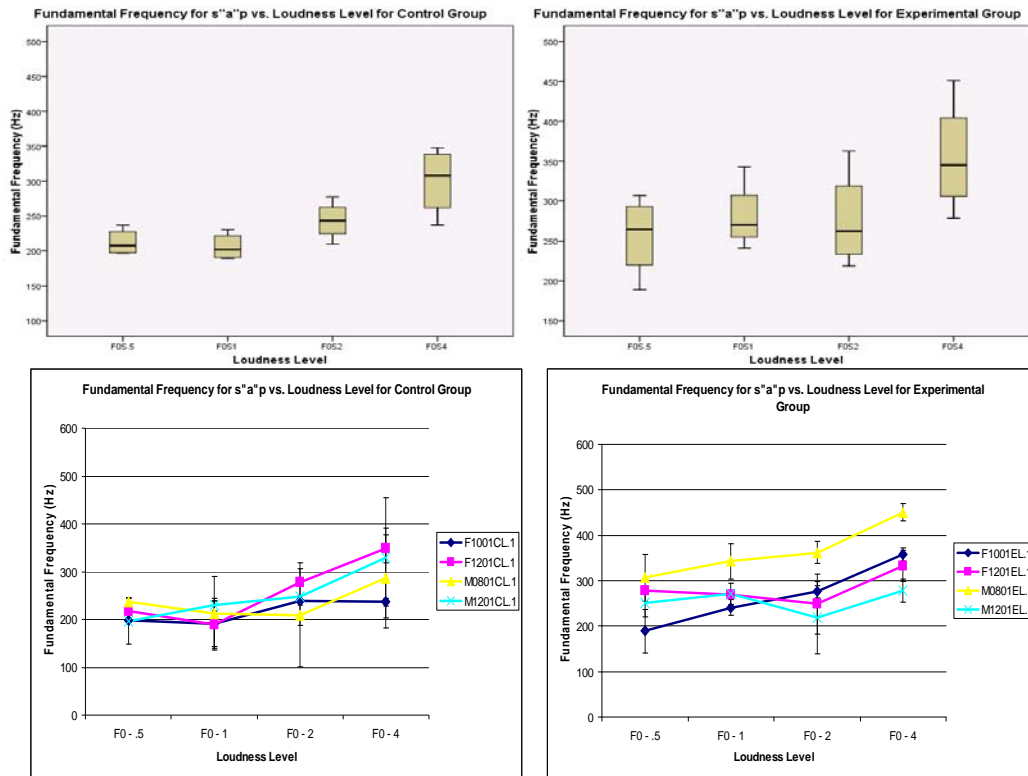 Fundamental Frequency for s"a"p vs. Loudness Level for Control Group
Fundamental Frequency (Hz)
500
450
400
350
300
250
200
150
100
F0S.5
F0S1
F0S2
F0S4
Loudness Level
Fundamental Frequency for s"a"p vs. Loudness Level for Experimental Group
Fundamental Frequency (Hz)
500
450
400
350
300
250
200
150
F0S.5
F0S1
F0S2
F0S4
Loudness Level
Fundamental Frequency for s"a"p vs. Loudness Level for Control Group
Fundamental Frequency (Hz)
600
500
400
300
200
100
0
F0 - .5
F0 - 1
F0 - 2
F0 - 4
Loudness Level
F1001CL.1
F1201CL.1
M0801CL.1
M1201CL.1
Fundamental Frequency for s"a"p vs. Loudness Level for Experimental
Group
Fundamental Frequency (Hz)
600
500
400
300
200
100
0
F0 - .5
F0 - 1
F0 - 2
F0 - 4
Loudness Level
F1001EL.1
F1201EL.1
M0801EL.
M1201EL.